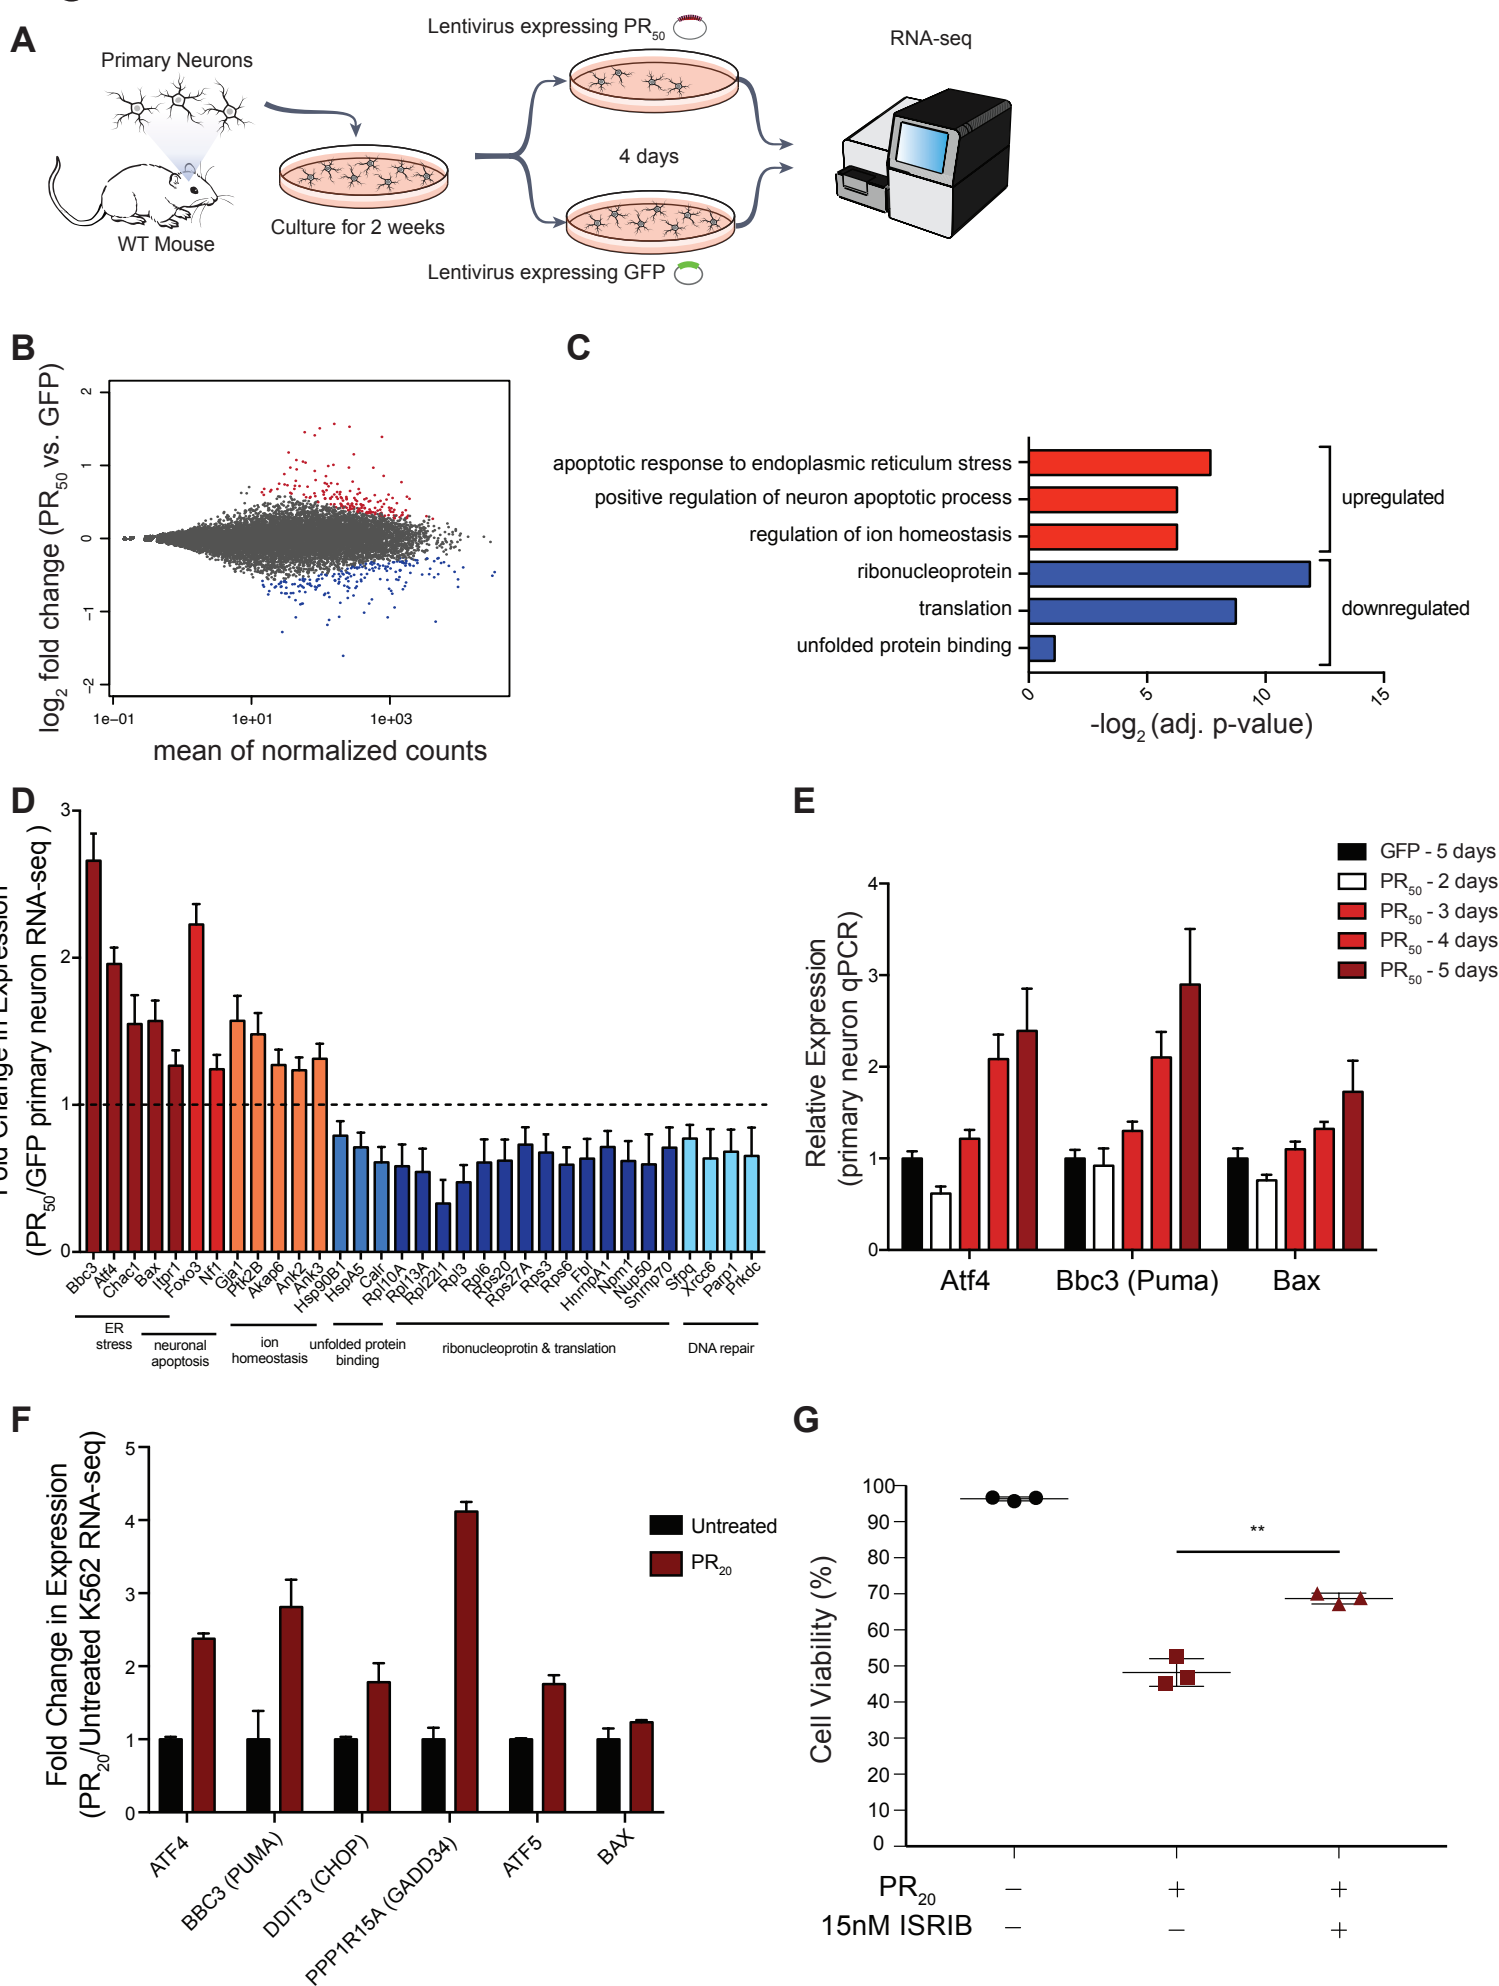 A
Primary Neurons
WT Mouse
Culture for 2 weeks
Lentivirus expressing PR50
4 days
Lentivirus expressing GFP
RNA-seq
B
log2 fold change (PR50 vs. GFP)
2
1
0
-1
-2
1e−01
1e+01
1e+03
mean of normalized counts
C
apoptotic response to endoplasmic reticulum stress
positive regulation of neuron apoptotic process
regulation of ion homeostasis
ribonucleoprotein
translation
unfolded protein binding
upregulated
downregulated
0
5
10
15
-log2 (adj. p-value)
D
Fold Change in Expression
(PR50/GFP primary neuron RNA-seq)
3
2
1
0
Bbc3
Atf4
Chac1
Bax
Itpr1
Foxo3
Nf1
Gja1
Ptk2B
Akap6
Ank2
Ank3
Hsp90B1
HspA5
Calr
Rpl10A
Rpl13A
Rpl22l1
Rpl3
Rpl6
Rps20
Rps27A
Rps3
Rps6
Fbl
HnrnpA1
Npm1
Nup50
Snrnp70
Sfpq
Xrcc6
Parp1
Prkdc
ER
stress
neuronal
apoptosis
ion
homeostasis
unfolded protein
binding
ribonucleoprotin & translation
DNA repair
E
Relative Expression
(primary neuron qPCR)
4
3
2
1
0
Atf4
Bbc3 (Puma)
Bax
GFP - 5 days
PR50 - 2 days
PR50 - 3 days
PR50 - 4 days
PR50 - 5 days
F
Fold Change in Expression
(PR20/Untreated K562 RNA-seq)
5
4
3
2
1
0
ATF4
BBC3 (PUMA)
DDIT3 (CHOP)
PPP1R15A (GADD34)
ATF5
BAX
Untreated
PR20
G
Cell Viability (%)
100
90
80
70
60
50
40
30
20
10
0
**
PR20 − + +
15nM ISRIB − − +